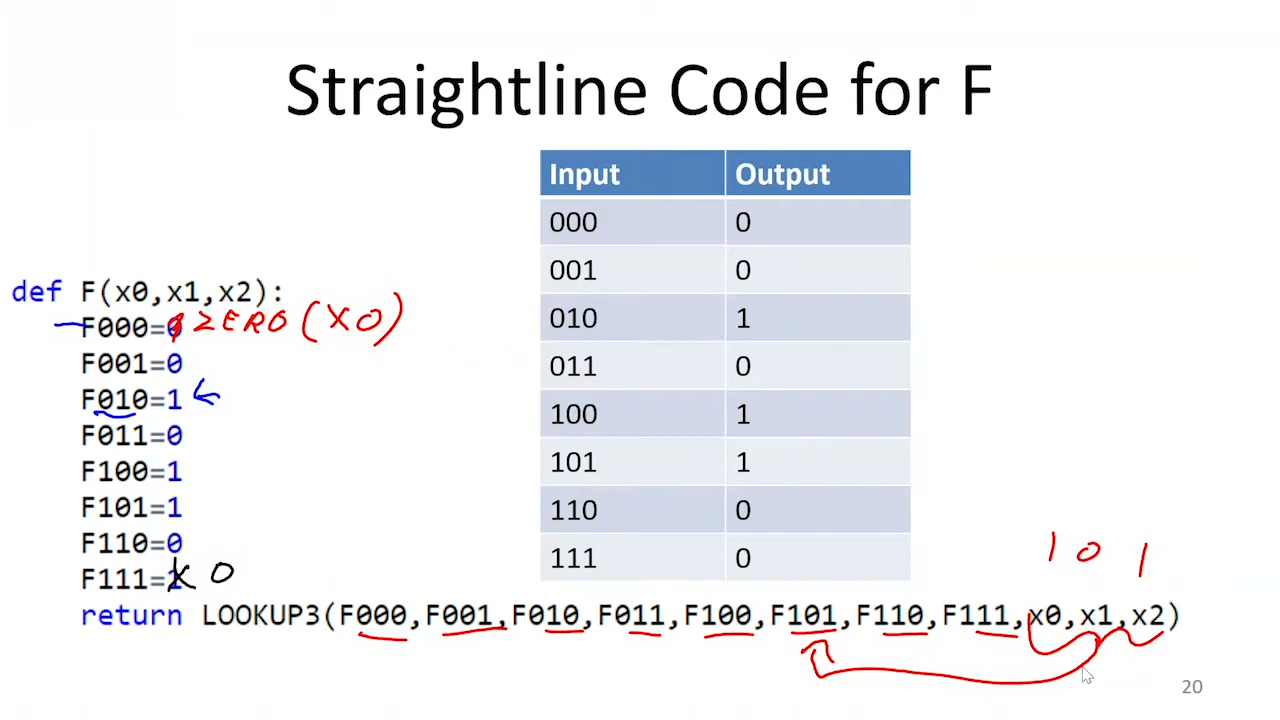 Straightline Code for F
Input Output
000 0
001 0
010 1
011 0
100 1
101 1
110 0
111 0
def F(x0,x1,x2):
F000=0 ZERO(X0)
F001=0
F010=1
F011=0
F100=1
F101=1
F110=0
F111=1 0
1 0 1
return LOOKUP3(F000,F001,F010,F011,F100,F101,F110,F111,x0,x1,x2)
20